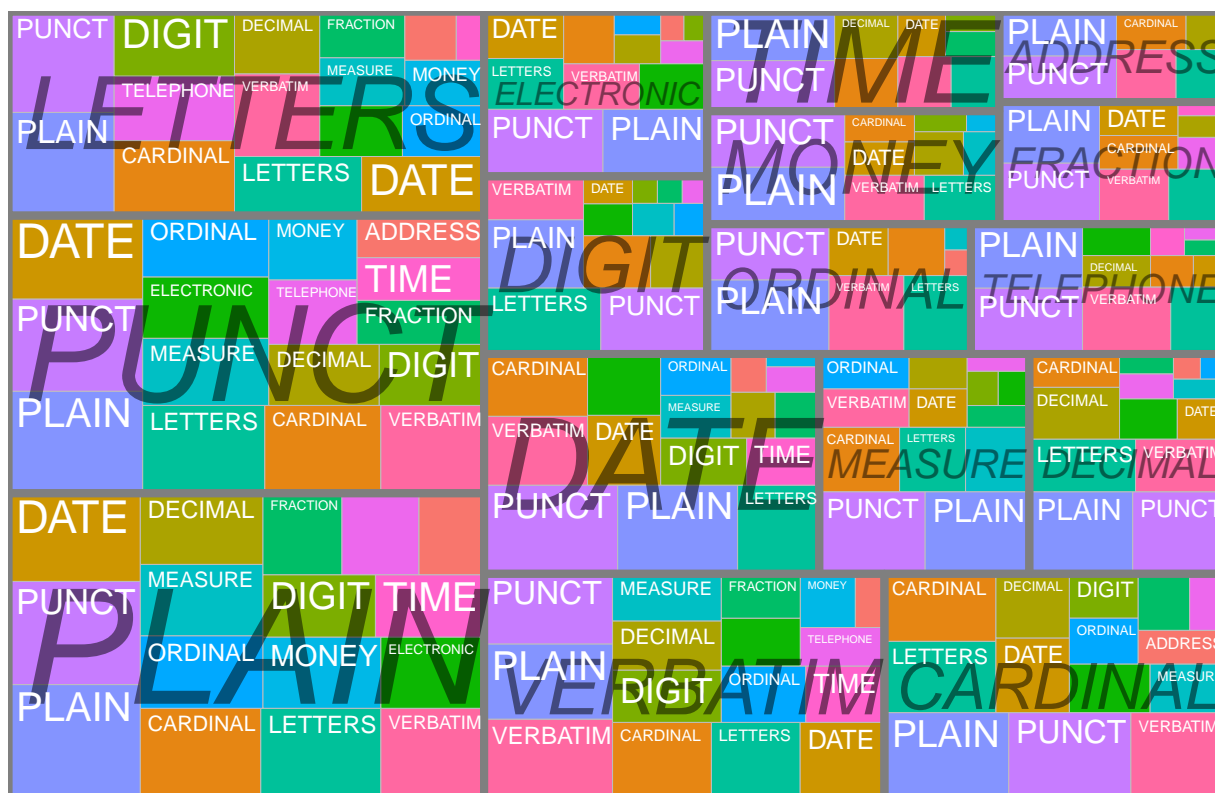 LETTERS
PUNCT
DIGIT
DECIMAL
FRACTION
MEASURE
MONEY
TELEPHONE
VERBATIM
ORDINAL
PLAIN
CARDINAL
LETTERS
DATE
PUNCT
DATE
ORDINAL
MONEY
ADDRESS
TIME
ELECTRONIC
TELEPHONE
FRACTION
PUNCT
MEASURE
DECIMAL
DIGIT
PLAIN
LETTERS
CARDINAL
VERBATIM
PLAIN
DATE
DECIMAL
FRACTION
MEASURE
PUNCT
DIGIT
TIME
ORDINAL
MONEY
ELECTRONIC
PLAIN
CARDINAL
LETTERS
VERBATIM
ELECTRONIC
DATE
LETTERS
VERBATIM
PUNCT
PLAIN
DIGIT
VERBATIM
DATE
PLAIN
LETTERS
PUNCT
TIME
PLAIN
DECIMAL
DATE
PUNCT
ADDRESS
PLAIN
CARDINAL
PUNCT
MONEY
PUNCT
CARDINAL
DATE
PLAIN
VERBATIM
LETTERS
FRACTION
PLAIN
DATE
CARDINAL
PUNCT
VERBATIM
ORDINAL
PUNCT
DATE
PLAIN
VERBATIM
LETTERS
TELEPHONE
PLAIN
DECIMAL
PUNCT
VERBATIM
DATE
CARDINAL
ORDINAL
MEASURE
VERBATIM
DATE
DIGIT
TIME
PUNCT
PLAIN
LETTERS
MEASURE
ORDINAL
VERBATIM
DATE
CARDINAL
LETTERS
PUNCT
PLAIN
DECIMAL
CARDINAL
DECIMAL
DATE
LETTERS
VERBATIM
PLAIN
PUNCT
VERBATIM
PUNCT
MEASURE
FRACTION
MONEY
DECIMAL
TELEPHONE
PLAIN
DIGIT
ORDINAL
TIME
VERBATIM
CARDINAL
LETTERS
DATE
CARDINAL
CARDINAL
DECIMAL
DIGIT
ORDINAL
ADDRESS
LETTERS
DATE
MEASUR
PLAIN
PUNCT
VERBATIM